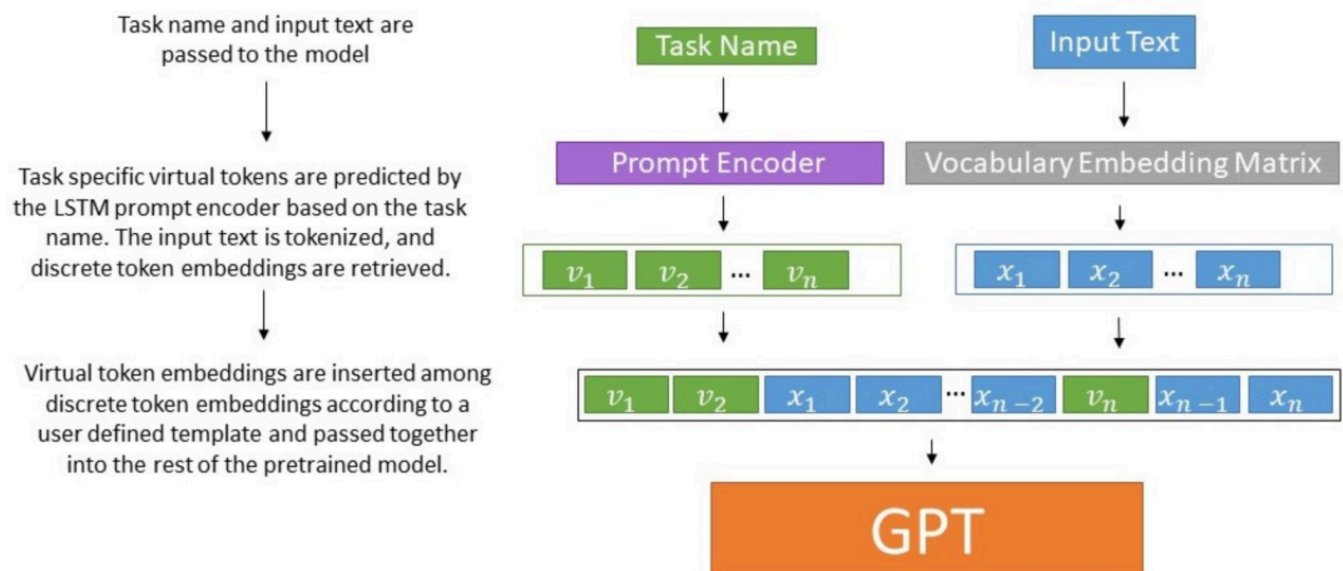 Task name and input text are
passed to the model
Task Name
Input Text
Task specific virtual tokens are predicted by
the LSTM prompt encoder based on the task
name. The input text is tokenized, and
discrete token embeddings are retrieved.
Prompt Encoder
Vocabulary Embedding Matrix
v₁ v₂ ... vₙ
x₁ x₂ ... xₙ
Virtual token embeddings are inserted among
discrete token embeddings according to a
user defined template and passed together
into the rest of the pretrained model.
v₁ v₂ x₁ x₂ ... xₙ₋₂ vₙ xₙ₋₁ xₙ
GPT